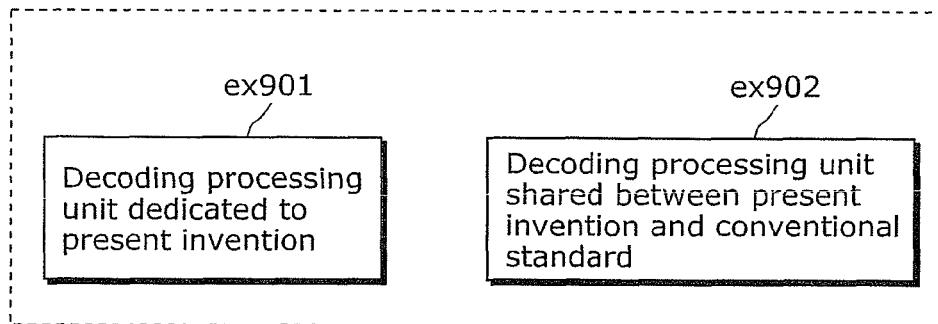 ex901
ex902
Decoding processing
unit dedicated to
present invention
Decoding processing unit
shared between present
invention and conventional
standard